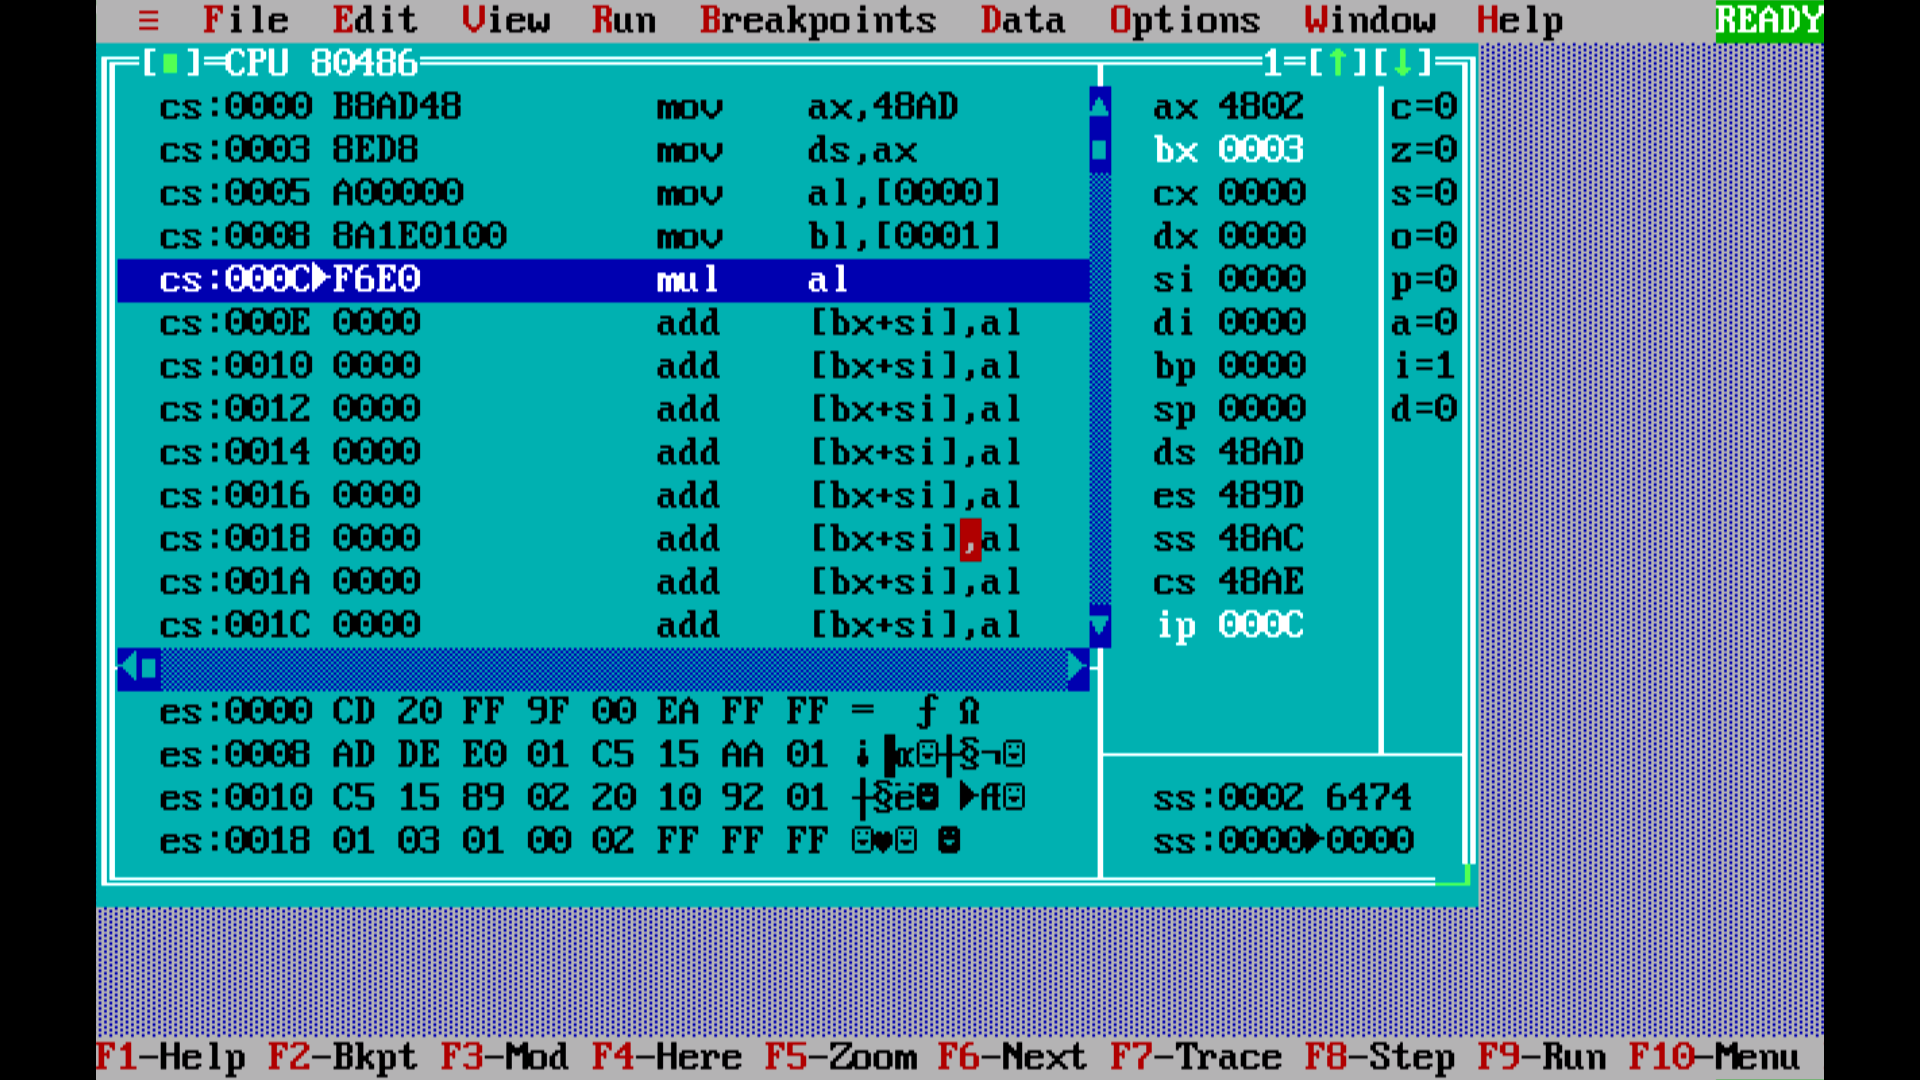 ≡ File Edit View Run Breakpoints Data Options Window Help READY
[■]=CPU 80486 1=[↑][↓]
cs:0000 B8AD48 mov ax,48AD
cs:0003 8ED8 mov ds,ax
cs:0005 A00000 mov al,[0000]
cs:0008 8A1E0100 mov bl,[0001]
cs:000C►F6E0 mul al
cs:000E 0000 add [bx+si],al
cs:0010 0000 add [bx+si],al
cs:0012 0000 add [bx+si],al
cs:0014 0000 add [bx+si],al
cs:0016 0000 add [bx+si],al
cs:0018 0000 add [bx+si],al
cs:001A 0000 add [bx+si],al
cs:001C 0000 add [bx+si],al
ax 4802 c=0
bx 0003 z=0
cx 0000 s=0
dx 0000 o=0
si 0000 p=0
di 0000 a=0
bp 0000 i=1
sp 0000 d=0
ds 48AD
es 489D
ss 48AC
cs 48AE
ip 000C
es:0000 CD 20 FF 9F 00 EA FF FF = ƒ Ω
es:0008 AD DE E0 01 C5 15 AA 01 ¡▐α☺┼§¬☺
es:0010 C5 15 89 02 20 10 92 01 ┼§ë☻ ►Æ☺
es:0018 01 03 01 00 02 FF FF FF ☺♥☺ ☻
ss:0002 6474
ss:0000►0000
F1-Help F2-Bkpt F3-Mod F4-Here F5-Zoom F6-Next F7-Trace F8-Step F9-Run F10-Menu